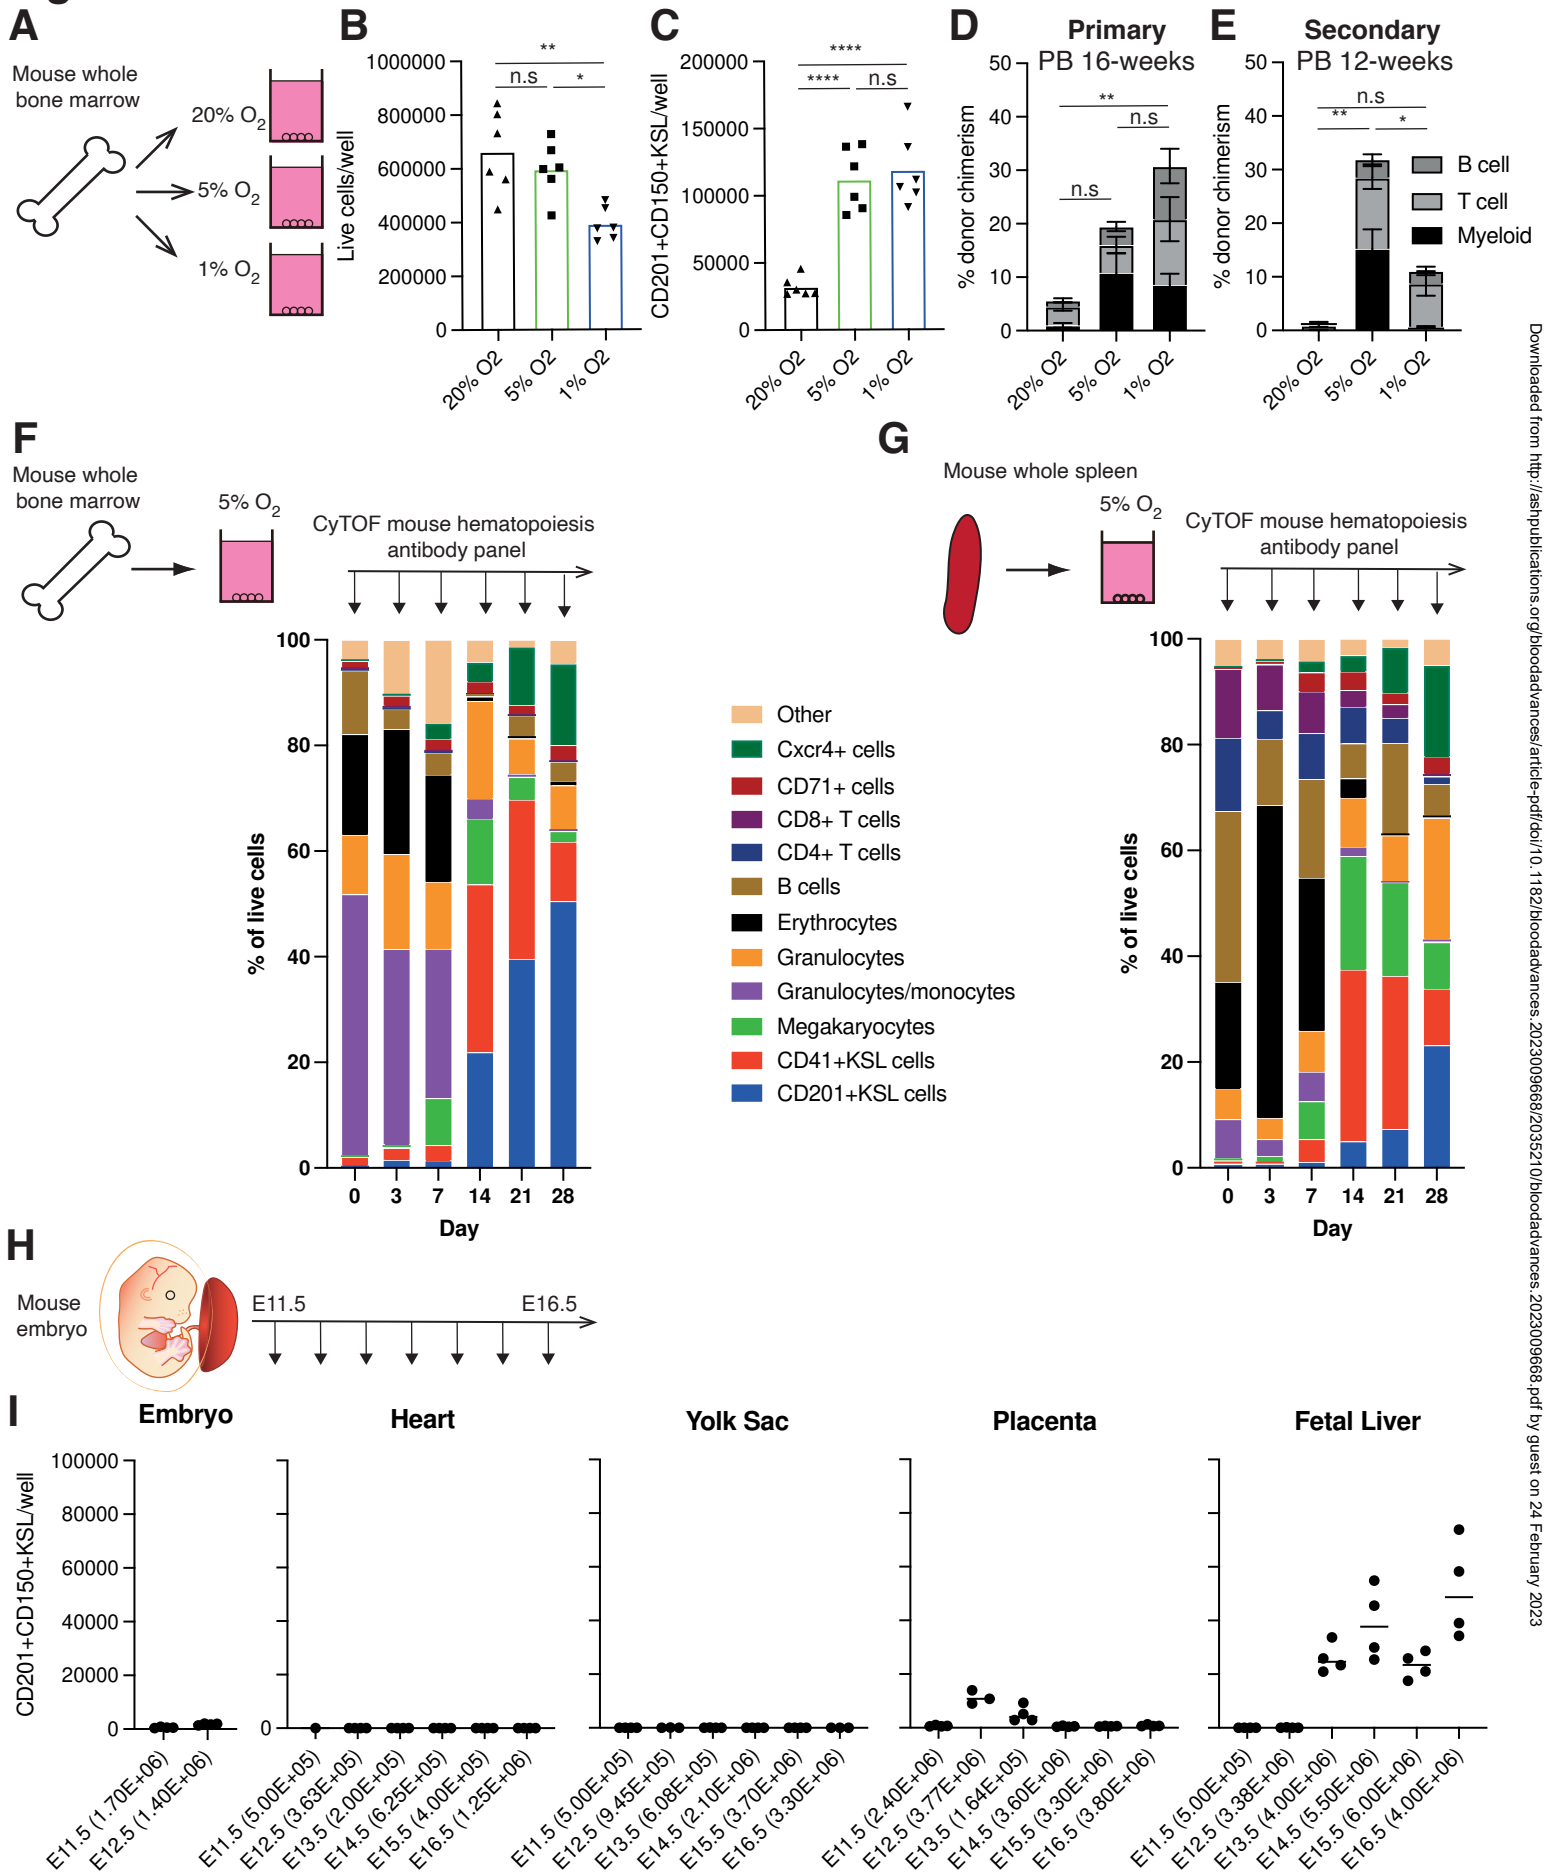 A
Mouse whole
bone marrow
20% O2
5% O2
1% O2
B
Live cells/well
1000000
800000
600000
400000
200000
0
**
n.s
*
20% O2
5% O2
1% O2
C
CD201+CD150+KSL/well
200000
150000
100000
50000
0
****
****
n.s
20% O2
5% O2
1% O2
D
Primary
PB 16-weeks
% donor chimerism
50
40
30
20
10
0
**
n.s
n.s
20% O2
5% O2
1% O2
E
Secondary
PB 12-weeks
% donor chimerism
50
40
30
20
10
0
n.s
**
*
20% O2
5% O2
1% O2
B cell
T cell
Myeloid
F
Mouse whole
bone marrow
5% O2
CyTOF mouse hematopoiesis
antibody panel
% of live cells
100
80
60
40
20
0
0 3 7 14 21 28
Day
Other
Cxcr4+ cells
CD71+ cells
CD8+ T cells
CD4+ T cells
B cells
Erythrocytes
Granulocytes
Granulocytes/monocytes
Megakaryocytes
CD41+KSL cells
CD201+KSL cells
G
Mouse whole spleen
5% O2
CyTOF mouse hematopoiesis
antibody panel
% of live cells
100
80
60
40
20
0
0 3 7 14 21 28
Day
H
Mouse
embryo
E11.5
E16.5
I
CD201+CD150+KSL/well
Embryo
100000
80000
60000
40000
20000
0
E11.5 (1.70E+06)
E12.5 (1.40E+06)
Heart
0
E11.5 (5.00E+05)
E12.5 (3.63E+05)
E13.5 (2.00E+05)
E14.5 (6.25E+05)
E15.5 (4.00E+05)
E16.5 (1.25E+06)
Yolk Sac
E11.5 (5.00E+05)
E12.5 (9.45E+05)
E13.5 (6.08E+05)
E14.5 (2.10E+06)
E15.5 (3.70E+06)
E16.5 (3.30E+06)
Placenta
E11.5 (2.40E+06)
E12.5 (3.77E+06)
E13.5 (1.64E+05)
E14.5 (3.60E+06)
E15.5 (3.30E+06)
E16.5 (3.80E+06)
Fetal Liver
E11.5 (5.00E+05)
E12.5 (3.38E+06)
E13.5 (4.00E+06)
E14.5 (5.50E+06)
E15.5 (6.00E+06)
E16.5 (4.00E+06)
Downloaded from http://ashpublications.org/bloodadvances/article-pdf/doi/10.1182/bloodadvances.2023009668/2035210/bloodadvances.2023009668.pdf by guest on 24 February 2023